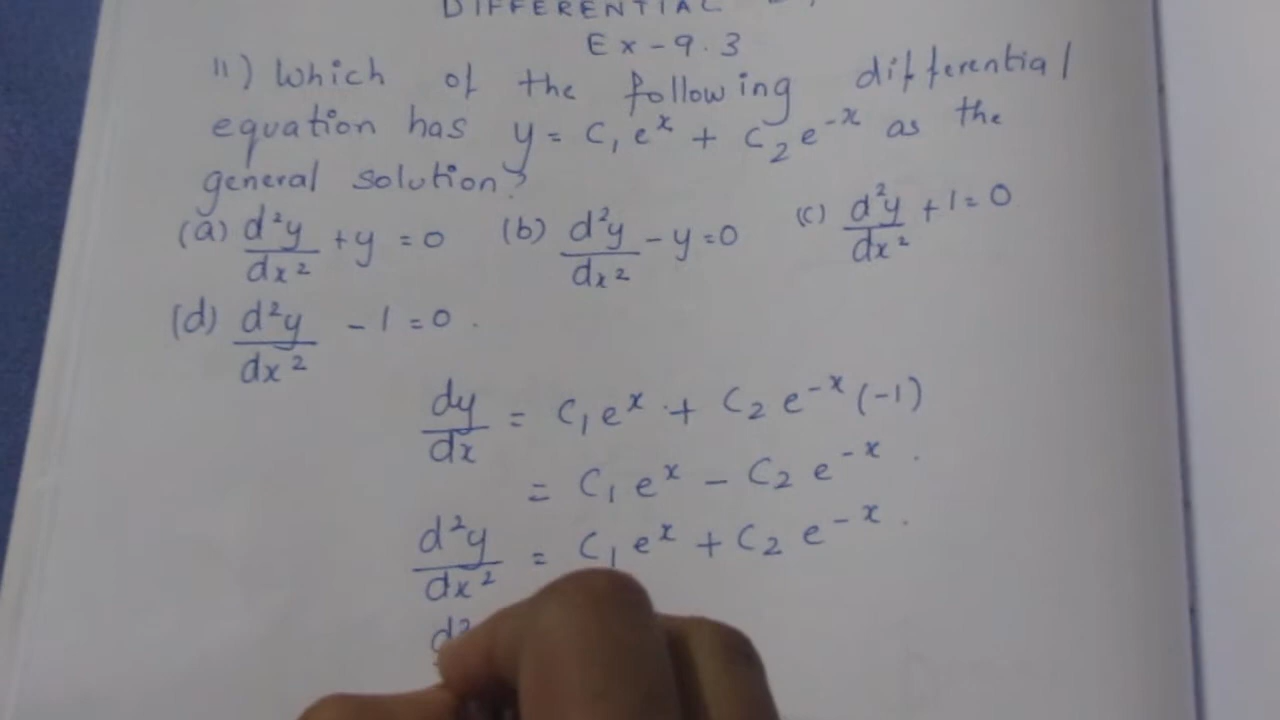 DIFFERENTIAL
Ex-9.3
11) Which of the following differential
equation has y = C₁eˣ + C₂e⁻ˣ as the
general solution?
(a) d²y/dx² + y = 0 (b) d²y/dx² - y = 0 (c) d²y/dx² + 1 = 0
(d) d²y/dx² - 1 = 0.
dy/dx = C₁eˣ + C₂e⁻ˣ(-1)
= C₁eˣ - C₂e⁻ˣ.
d²y/dx² = C₁eˣ + C₂e⁻ˣ.
d²